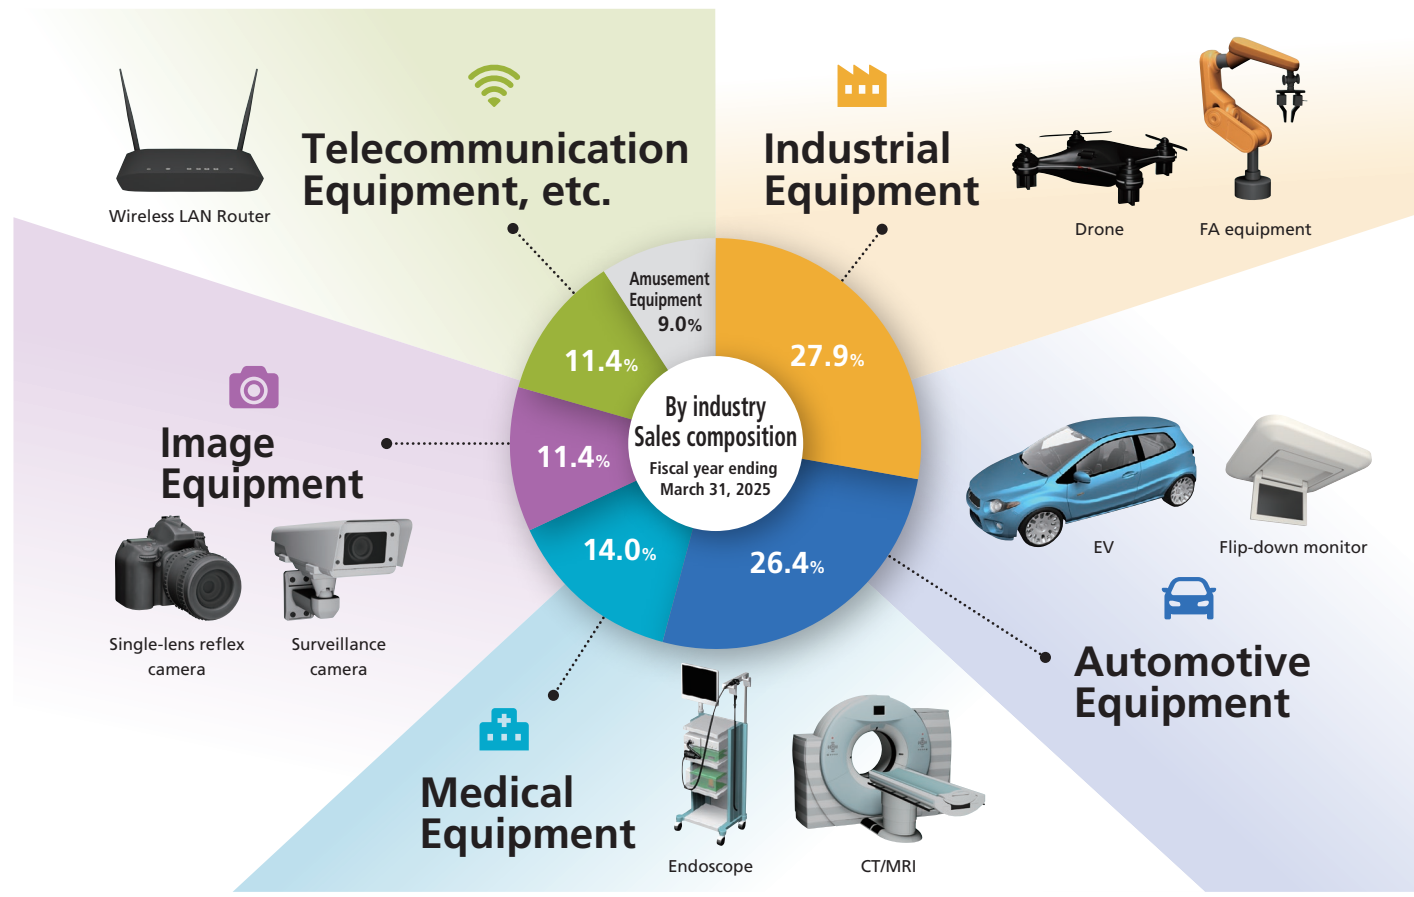 Telecommunication
Equipment, etc.
Wireless LAN Router
Industrial
Equipment
Drone
FA equipment
Amusement
Equipment
9.0%
27.9%
11.4%
11.4%
14.0%
26.4%
By industry
Sales composition
Fiscal year ending
March 31, 2025
Image
Equipment
Single-lens reflex
camera
Surveillance
camera
EV
Flip-down monitor
Automotive
Equipment
Medical
Equipment
Endoscope
CT/MRI